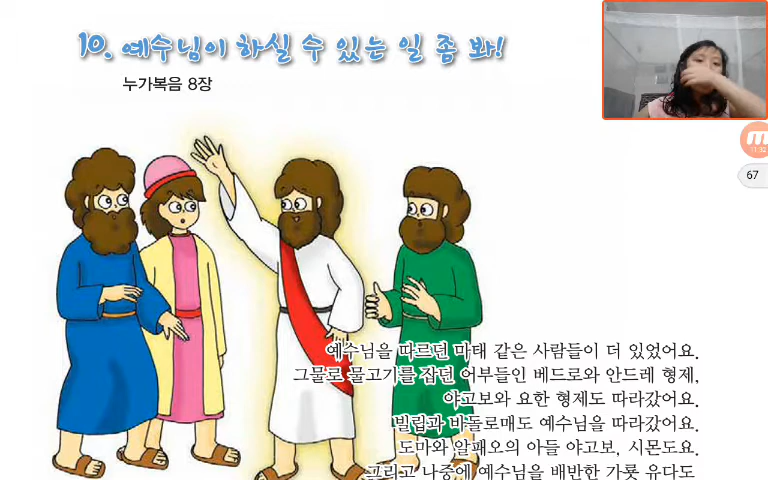 10. 예수님이 하실 수 있는 일 좀 봐!
누가복음 8장
예수님을 따르던 마태 같은 사람들이 더 있었어요.
그물로 물고기를 잡던 어부들인 베드로와 안드레 형제,
야고보와 요한 형제도 따라갔어요.
빌립과 바돌로매도 예수님을 따라갔어요.
도마와 알패오의 아들 야고보, 시몬도요.
그리고 나중에 예수님을 배반한 가룟 유다도
67